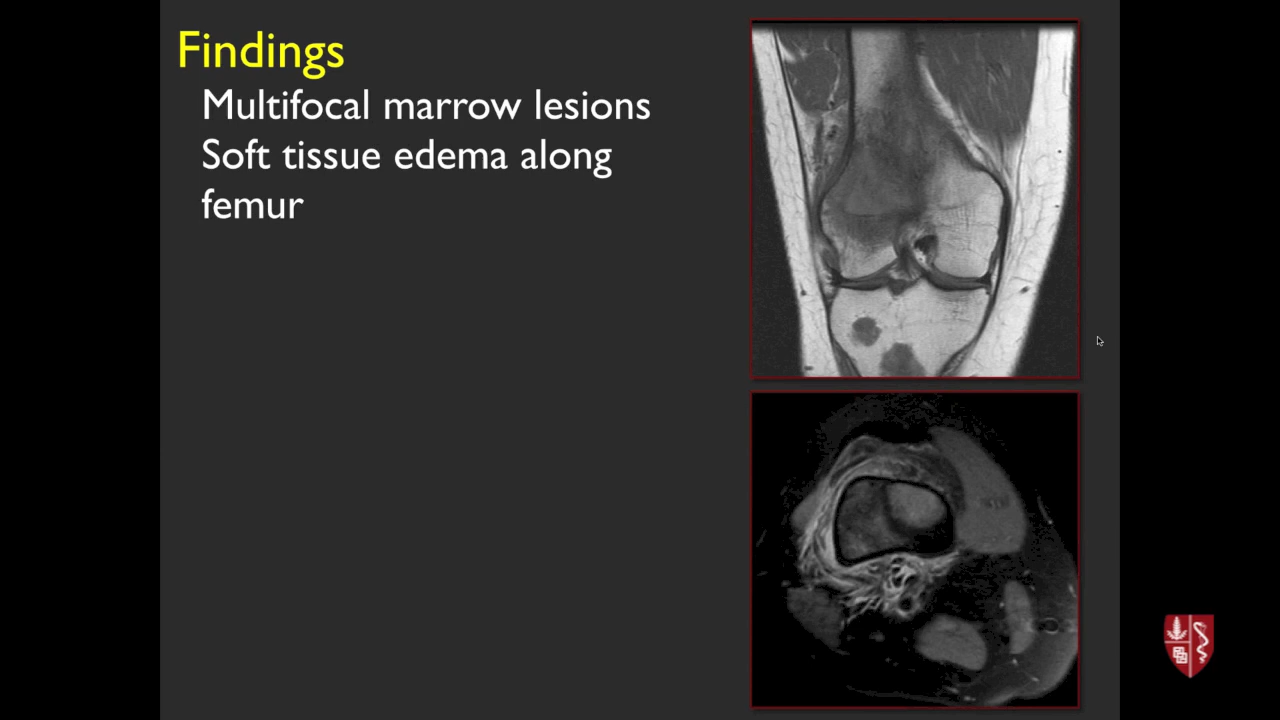 Findings
Multifocal marrow lesions
Soft tissue edema along
femur